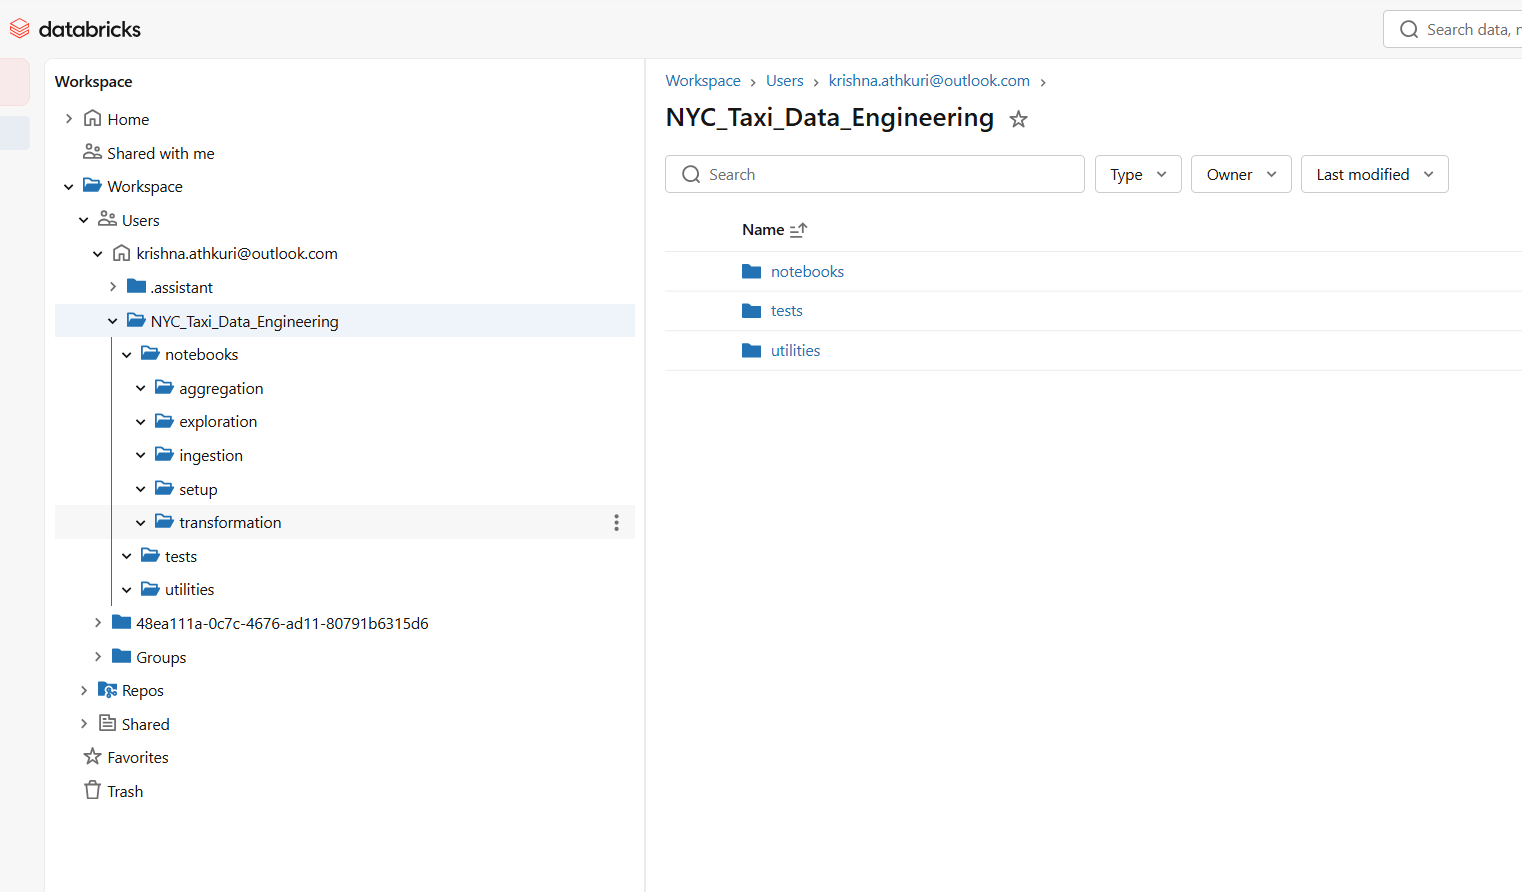 databricks
Search data, n
Workspace
Home
Shared with me
Workspace
Users
krishna.athkuri@outlook.com
.assistant
NYC_Taxi_Data_Engineering
notebooks
aggregation
exploration
ingestion
setup
transformation
tests
utilities
48ea111a-0c7c-4676-ad11-80791b6315d6
Groups
Repos
Shared
Favorites
Trash
Workspace > Users > krishna.athkuri@outlook.com >
NYC_Taxi_Data_Engineering
Search Type Owner Last modified
Name
notebooks
tests
utilities